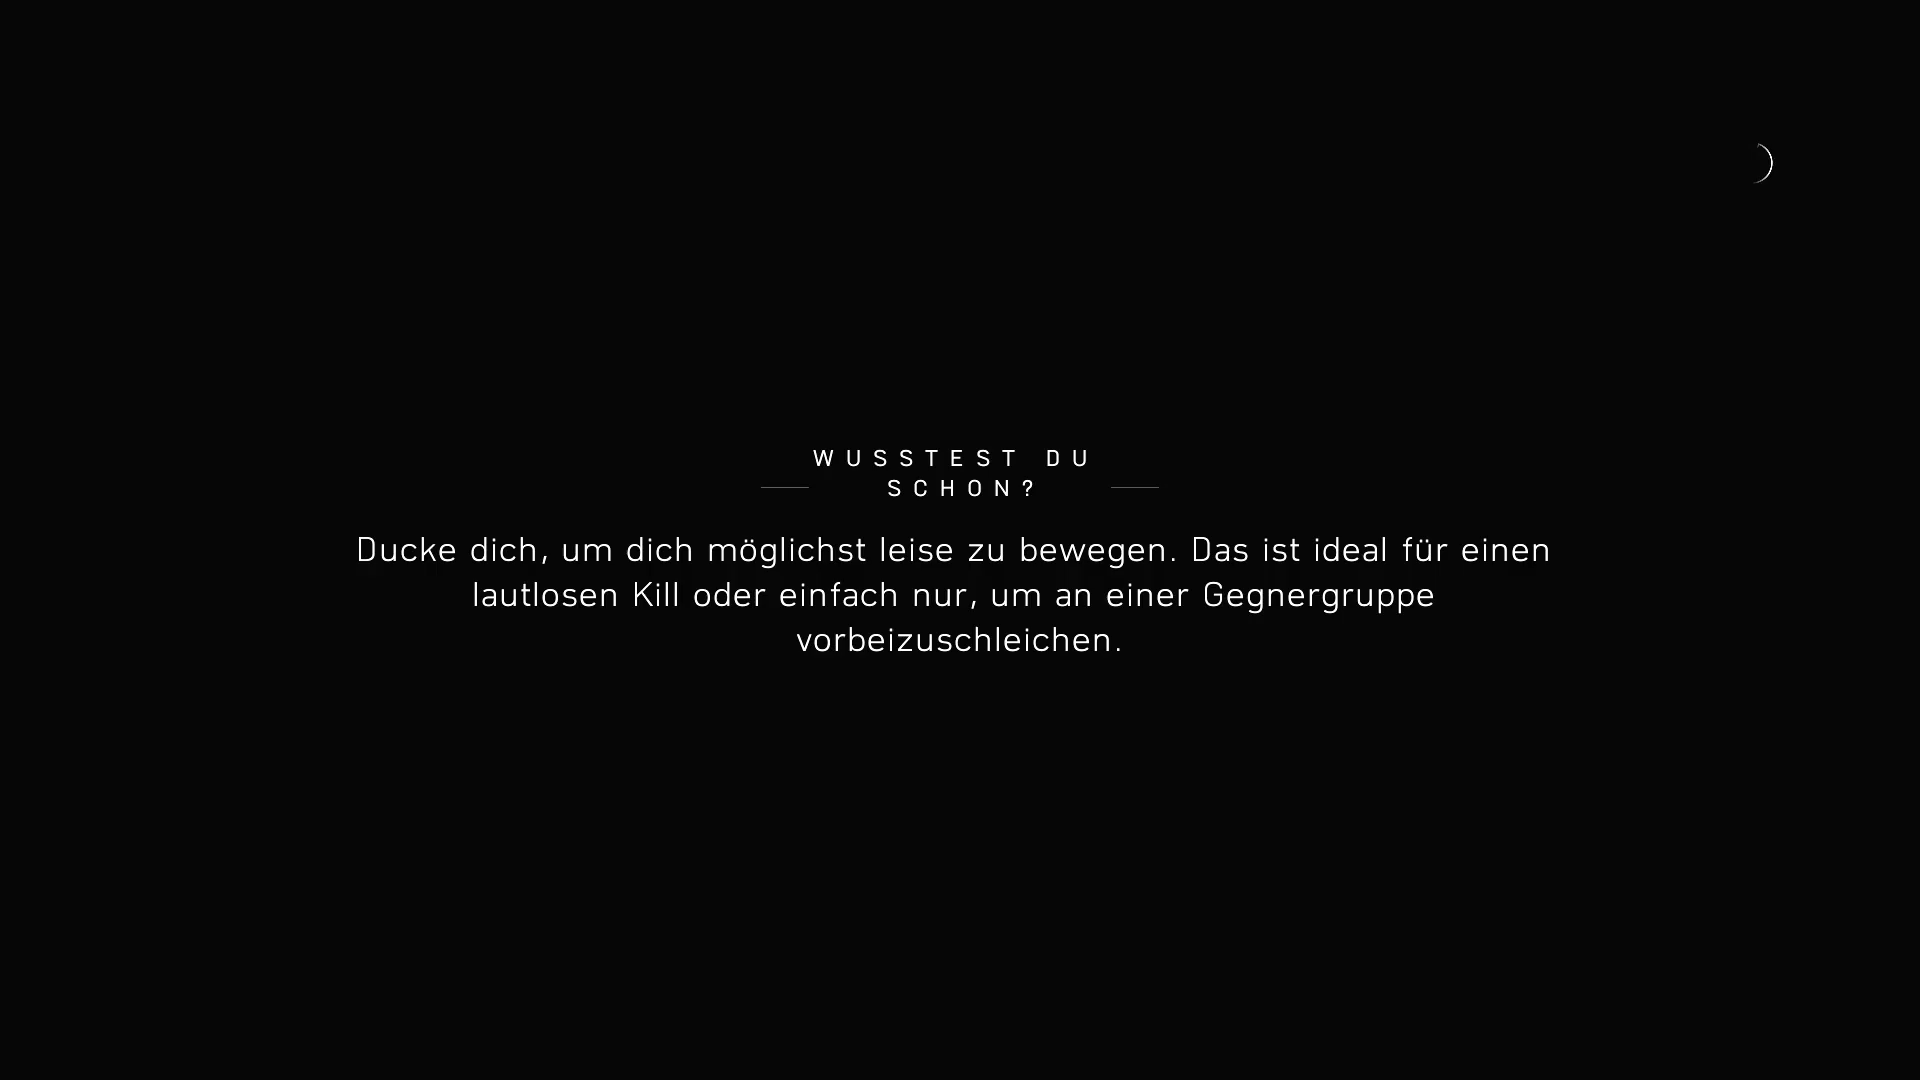 WUSSTEST DU
SCHON?
Ducke dich, um dich möglichst leise zu bewegen. Das ist ideal für einen
lautlosen Kill oder einfach nur, um an einer Gegnergruppe
vorbeizuschleichen.